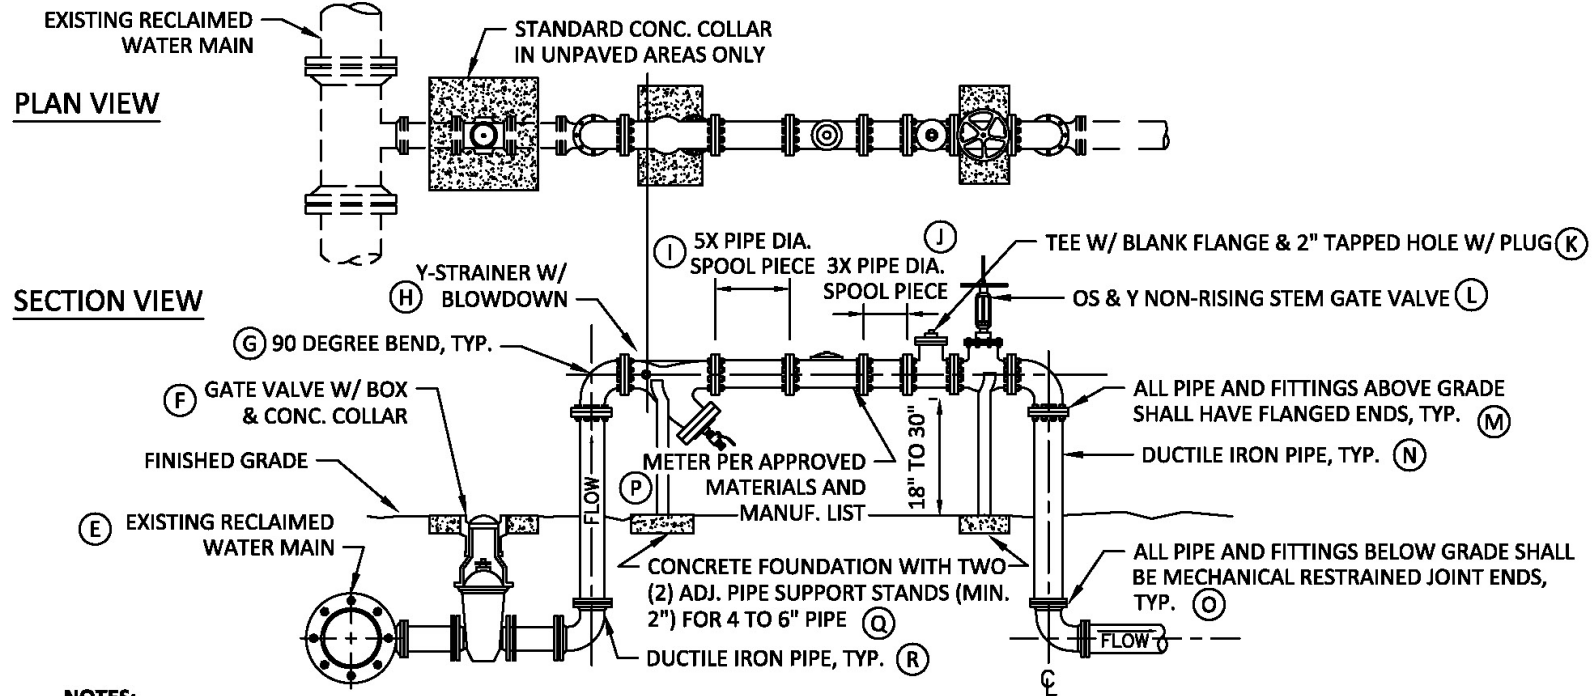 EXISTING RECLAIMED
WATER MAIN
STANDARD CONC. COLLAR
IN UNPAVED AREAS ONLY
PLAN VIEW
SECTION VIEW
I
5X PIPE DIA.
SPOOL PIECE
J
3X PIPE DIA.
SPOOL PIECE
TEE W/ BLANK FLANGE & 2" TAPPED HOLE W/ PLUG K
H
Y-STRAINER W/
BLOWDOWN
OS & Y NON-RISING STEM GATE VALVE L
G 90 DEGREE BEND, TYP.
F
GATE VALVE W/ BOX
& CONC. COLLAR
ALL PIPE AND FITTINGS ABOVE GRADE
SHALL HAVE FLANGED ENDS, TYP. M
FINISHED GRADE
DUCTILE IRON PIPE, TYP. N
P
METER PER APPROVED
MATERIALS AND
MANUF. LIST
18" TO 30"
FLOW
E
EXISTING RECLAIMED
WATER MAIN
CONCRETE FOUNDATION WITH TWO
(2) ADJ. PIPE SUPPORT STANDS (MIN.
2") FOR 4 TO 6" PIPE Q
ALL PIPE AND FITTINGS BELOW GRADE SHALL
BE MECHANICAL RESTRAINED JOINT ENDS,
TYP. O
DUCTILE IRON PIPE, TYP. R
FLOW
CL
NOTES: